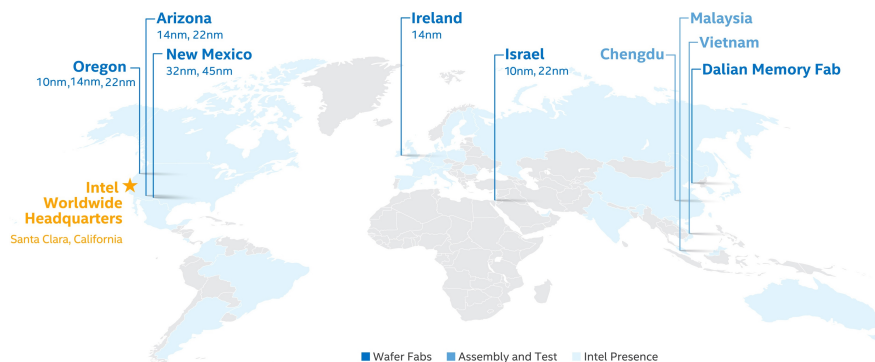 Arizona
14nm, 22nm
New Mexico
32nm, 45nm
Oregon
10nm,14nm, 22nm
Intel
Worldwide
Headquarters
Santa Clara, California
Ireland
14nm
Israel
10nm, 22nm
Malaysia
Vietnam
Chengdu
Dalian Memory Fab
Wafer Fabs
Assembly and Test
Intel Presence